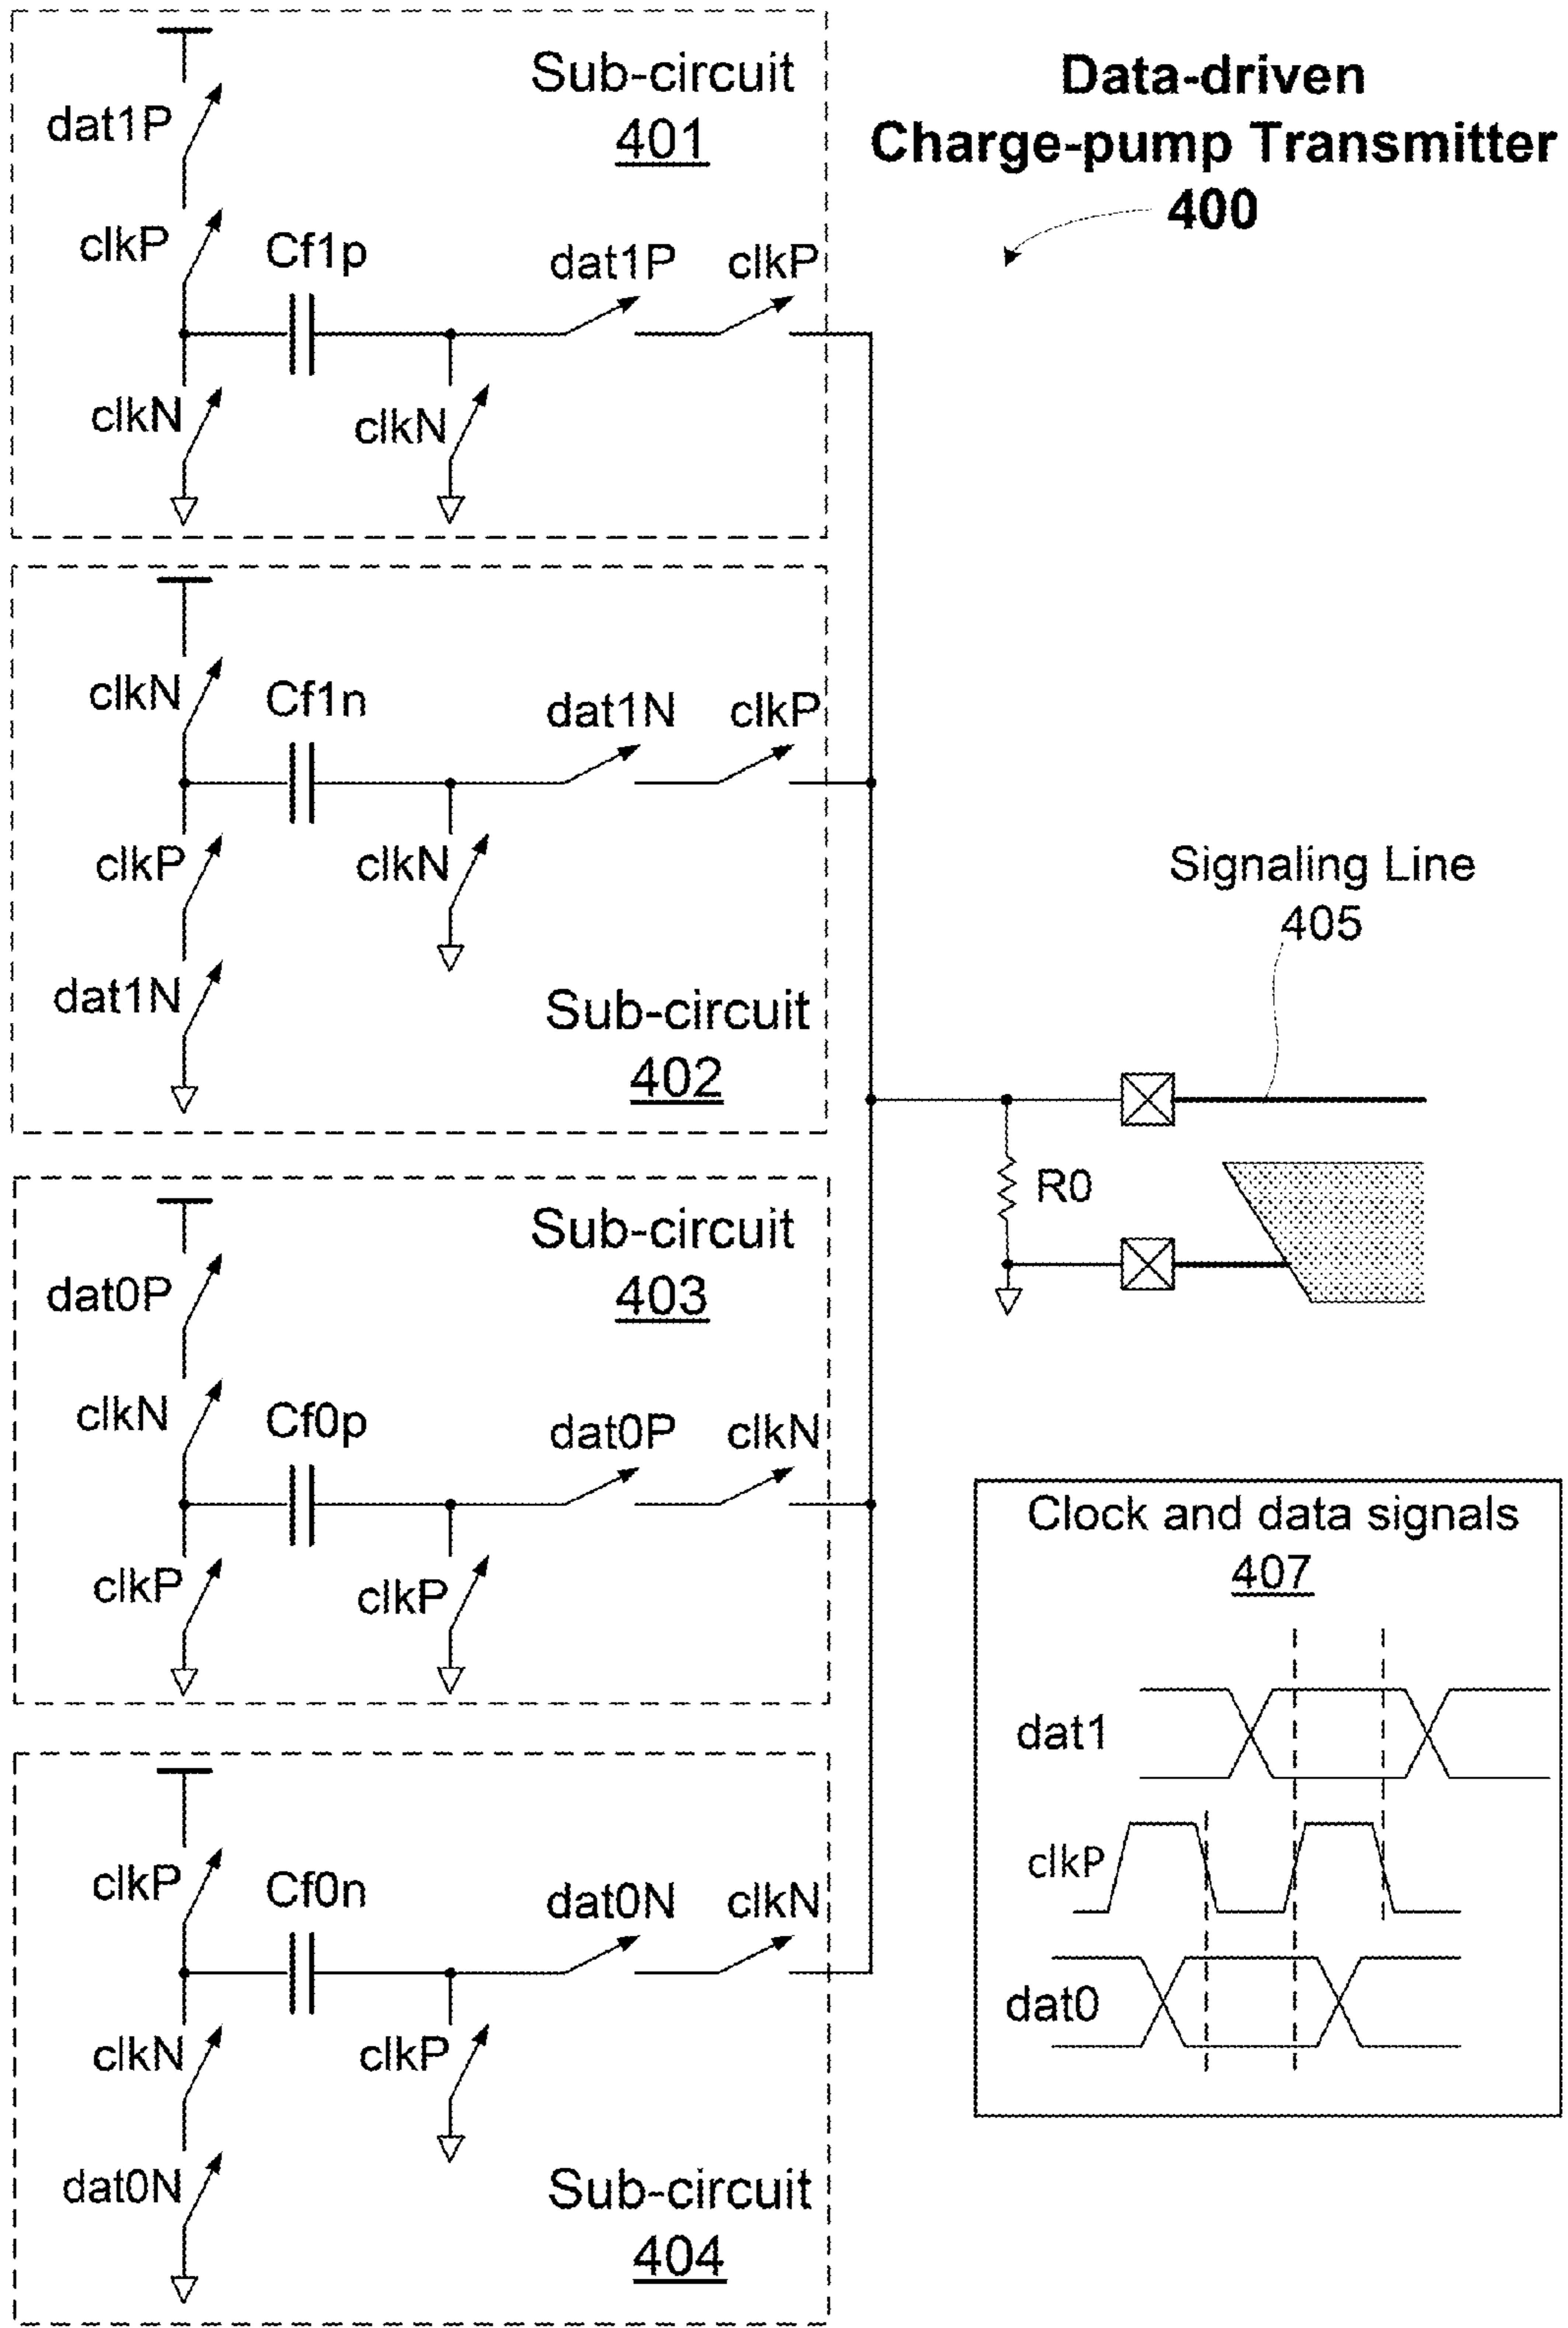 Data-driven
Charge-pump Transmitter
400
Sub-circuit
401
dat1P
clkP
Cf1p
dat1P
clkP
clkN
clkN
clkN
Cf1n
dat1N
clkP
clkP
clkN
dat1N
Sub-circuit
402
Signaling Line
405
R0
Sub-circuit
403
dat0P
clkN
Cf0p
dat0P
clkN
clkP
clkP
clkP
Cf0n
dat0N
clkN
clkN
clkP
dat0N
Sub-circuit
404
Clock and data signals
407
dat1
clkP
dat0